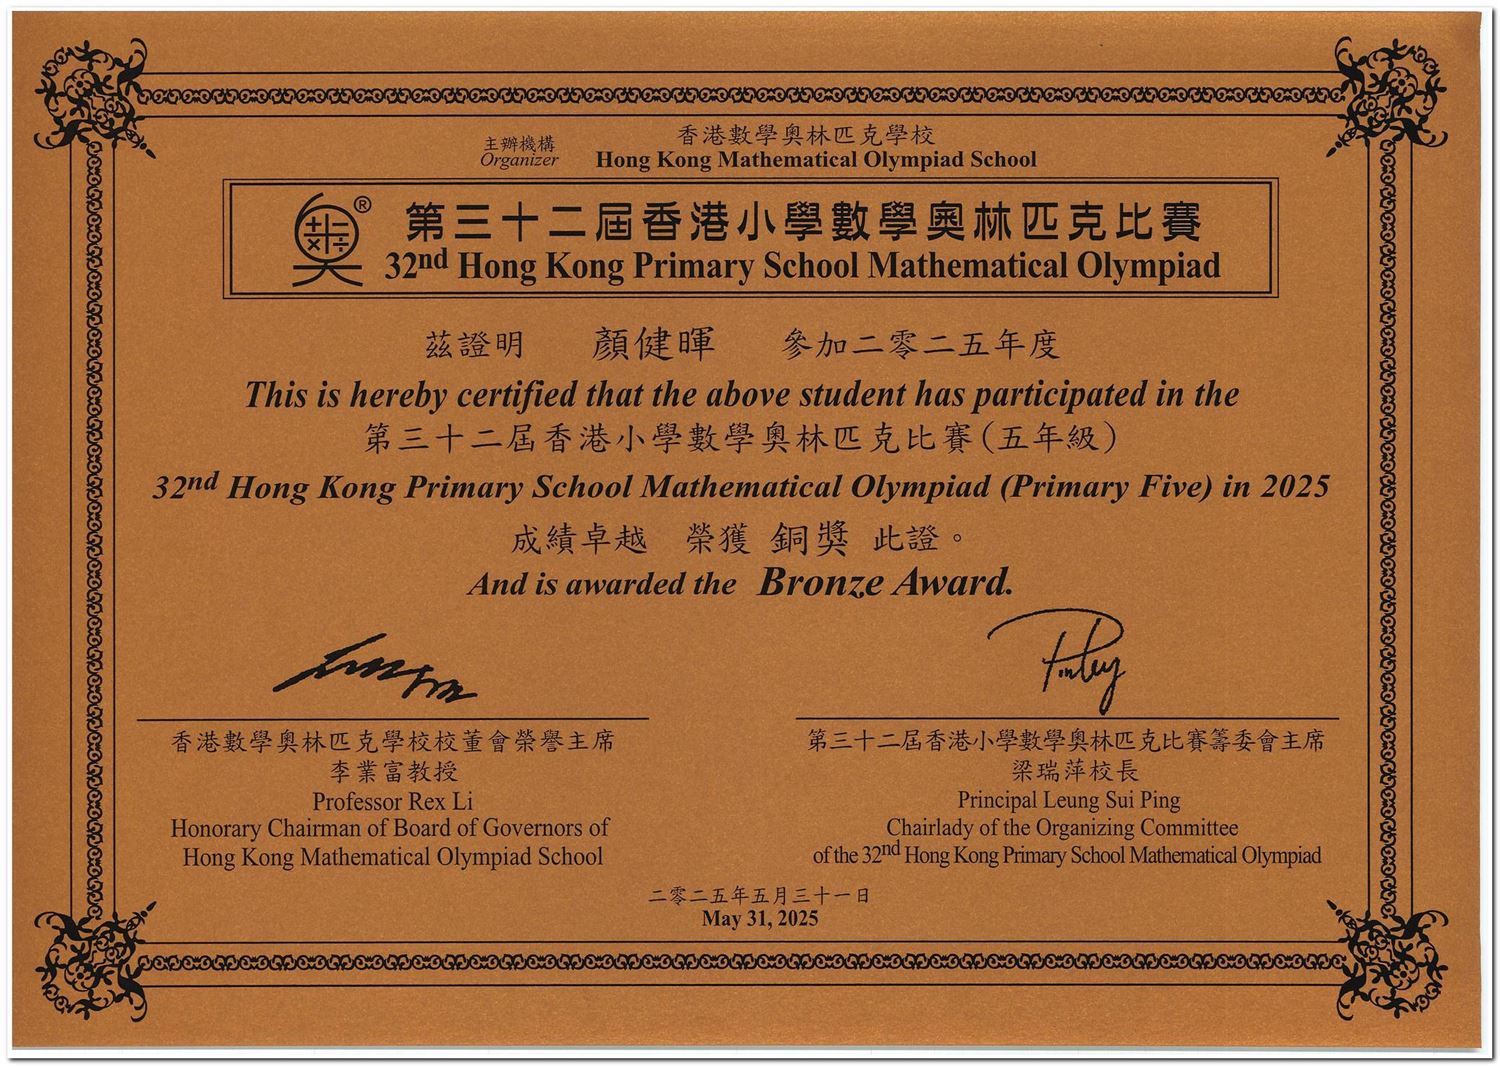 主辦機構
Organizer
香港數學奧林匹克學校
Hong Kong Mathematical Olympiad School
®
第三十二屆香港小學數學奧林匹克比賽
32nd Hong Kong Primary School Mathematical Olympiad
茲證明 顏健暉 參加二零二五年度
This is hereby certified that the above student has participated in the
第三十二屆香港小學數學奧林匹克比賽(五年級)
32nd Hong Kong Primary School Mathematical Olympiad (Primary Five) in 2025
成績卓越 榮獲 銅獎 此證。
And is awarded the Bronze Award.
香港數學奧林匹克學校校董會榮譽主席
李業富教授
Professor Rex Li
Honorary Chairman of Board of Governors of
Hong Kong Mathematical Olympiad School
第三十二屆香港小學數學奧林匹克比賽籌委會主席
梁瑞萍校長
Principal Leung Sui Ping
Chairlady of the Organizing Committee
of the 32nd Hong Kong Primary School Mathematical Olympiad
二零二五年五月三十一日
May 31, 2025